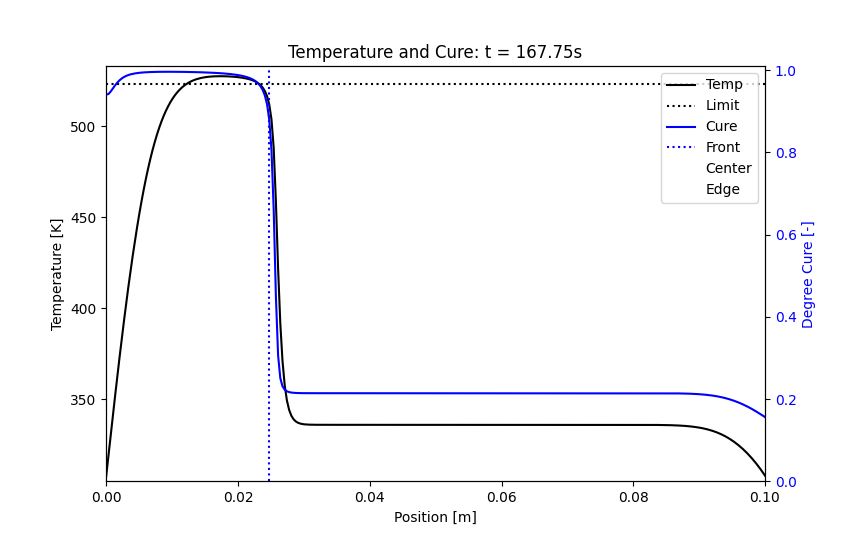 Temperature and Cure: t = 167.75s
Temperature [K]
500
450
400
350
Temp
Limit
Cure
Front
Center
Edge
1.0
0.8
0.6
0.4
0.2
0.0
Degree Cure [-]
0.00 0.02 0.04 0.06 0.08 0.10
Position [m]